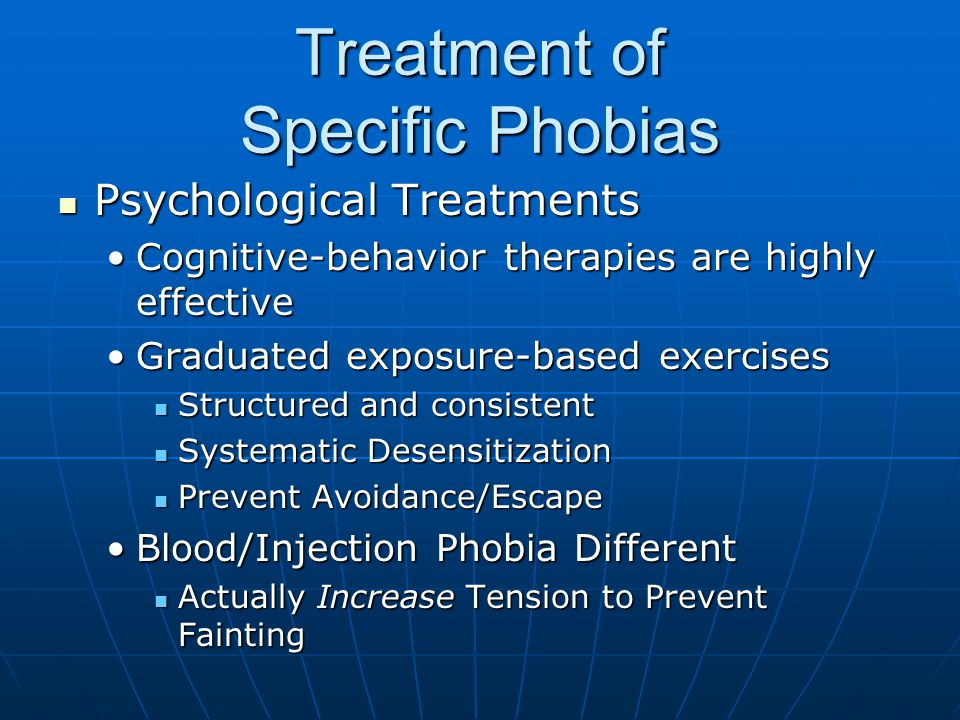 Treatment of
Specific Phobias
Psychological Treatments
Cognitive-behavior therapies are highly
effective
Graduated exposure-based exercises
Structured and consistent
Systematic Desensitization
Prevent Avoidance/Escape
Blood/Injection Phobia Different
Actually Increase Tension to Prevent
Fainting